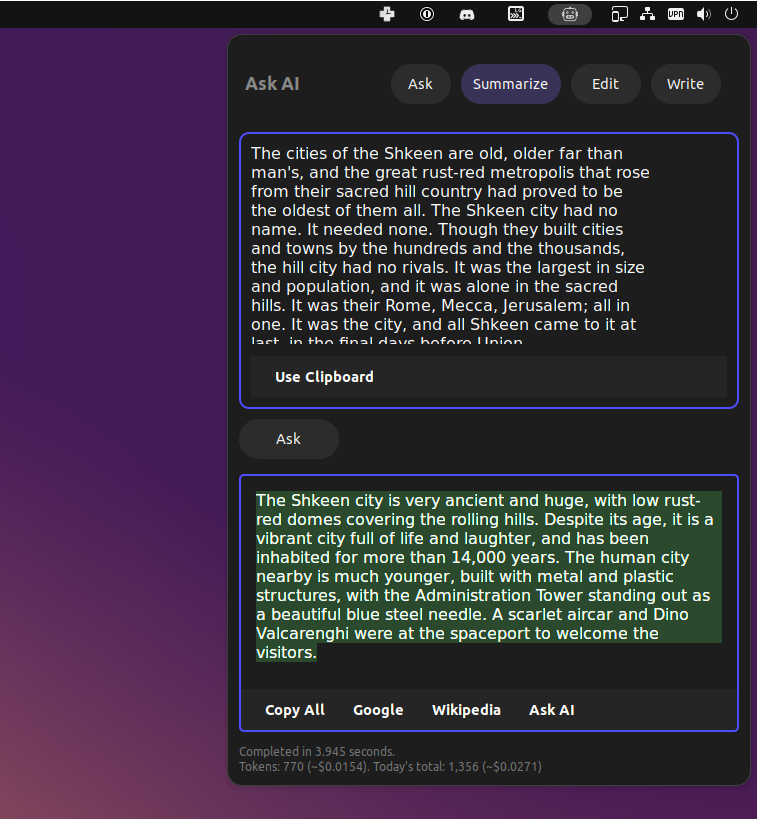 VPN
Ask AI
Ask
Summarize
Edit
Write
The cities of the Shkeen are old, older far than
man's, and the great rust-red metropolis that rose
from their sacred hill country had proved to be
the oldest of them all. The Shkeen city had no
name. It needed none. Though they built cities
and towns by the hundreds and the thousands,
the hill city had no rivals. It was the largest in size
and population, and it was alone in the sacred
hills. It was their Rome, Mecca, Jerusalem; all in
one. It was the city, and all Shkeen came to it at
last, in the final days before Union.
Use Clipboard
Ask
The Shkeen city is very ancient and huge, with low rust-
red domes covering the rolling hills. Despite its age, it is a
vibrant city full of life and laughter, and has been
inhabited for more than 14,000 years. The human city
nearby is much younger, built with metal and plastic
structures, with the Administration Tower standing out as
a beautiful blue steel needle. A scarlet aircar and Dino
Valcarenghi were at the spaceport to welcome the
visitors.
Copy All
Google
Wikipedia
Ask AI
Completed in 3.945 seconds.
Tokens: 770 (~$0.0154). Today's total: 1,356 (~$0.0271)